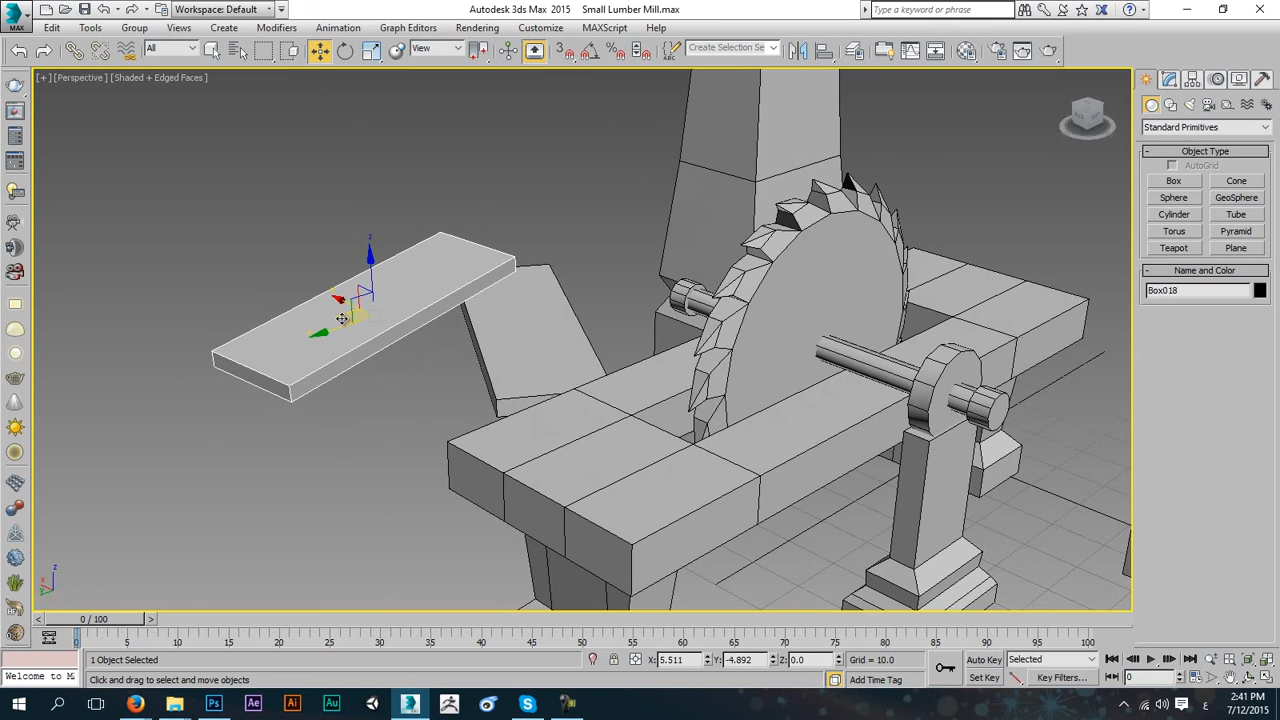 MAX
Workspace: Default
Autodesk 3ds Max 2015 Small Lumber Mill.max
Type a keyword or phrase
Edit Tools Group Views Create Modifiers Animation Graph Editors Rendering Customize MAXScript Help
All
View
Create Selection Se
[+] [Perspective] [Shaded + Edged Faces]
Standard Primitives
- Object Type
AutoGrid
Box Cone
Sphere GeoSphere
Cylinder Tube
Torus Pyramid
Teapot Plane
- Name and Color
Box018
z
z
x
y
0 / 100
0 5 10 15 20 25 30 35 40 45 50 55 60 65 70 75 80 85 90 95 100
1 Object Selected
X: 5.511 Y: -4.892 Z: 0.0
Grid = 10.0
Auto Key Selected
Welcome to M
Click and drag to select and move objects
Add Time Tag
Set Key Key Filters...
0
Ps Ae Ai Au
2:41 PM
7/12/2015